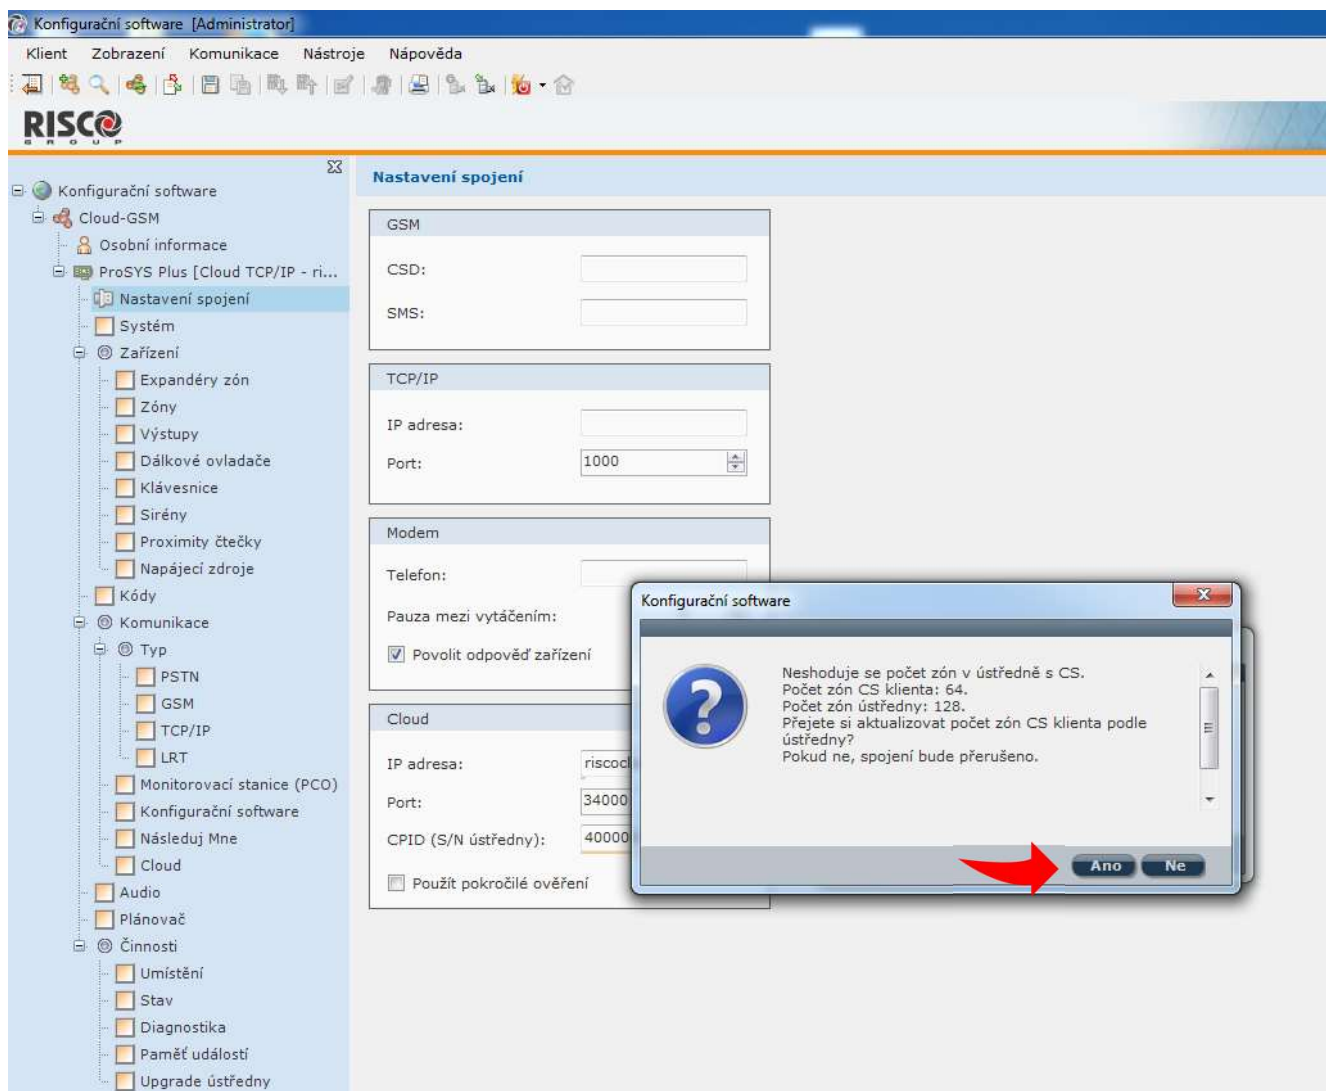 Konfigurační software [Administrator]
Klient Zobrazení Komunikace Nástroje Nápověda
RISCO
GROUP
Konfigurační software
Cloud-GSM
Osobní informace
ProSYS Plus [Cloud TCP/IP - ri...
Nastavení spojení
Systém
Zařízení
Expandéry zón
Zóny
Výstupy
Dálkové ovladače
Klávesnice
Sirény
Proximity čtečky
Napájecí zdroje
Kódy
Komunikace
Typ
PSTN
GSM
TCP/IP
LRT
Monitorovací stanice (PCO)
Konfigurační software
Následuj Mne
Cloud
Audio
Plánovač
Činnosti
Umístění
Stav
Diagnostika
Paměť událostí
Upgrade ústředny
Nastavení spojení
GSM
CSD:
SMS:
TCP/IP
IP adresa:
Port: 1000
Modem
Telefon:
Pauza mezi vytáčením:
Povolit odpověď zařízení
Cloud
IP adresa: riscocl
Port: 34000
CPID (S/N ústředny): 40000
Použít pokročilé ověření
Konfigurační software
Neshoduje se počet zón v ústředně s CS.
Počet zón CS klienta: 64.
Počet zón ústředny: 128.
Přejete si aktualizovat počet zón CS klienta podle
ústředny?
Pokud ne, spojení bude přerušeno.
Ano Ne